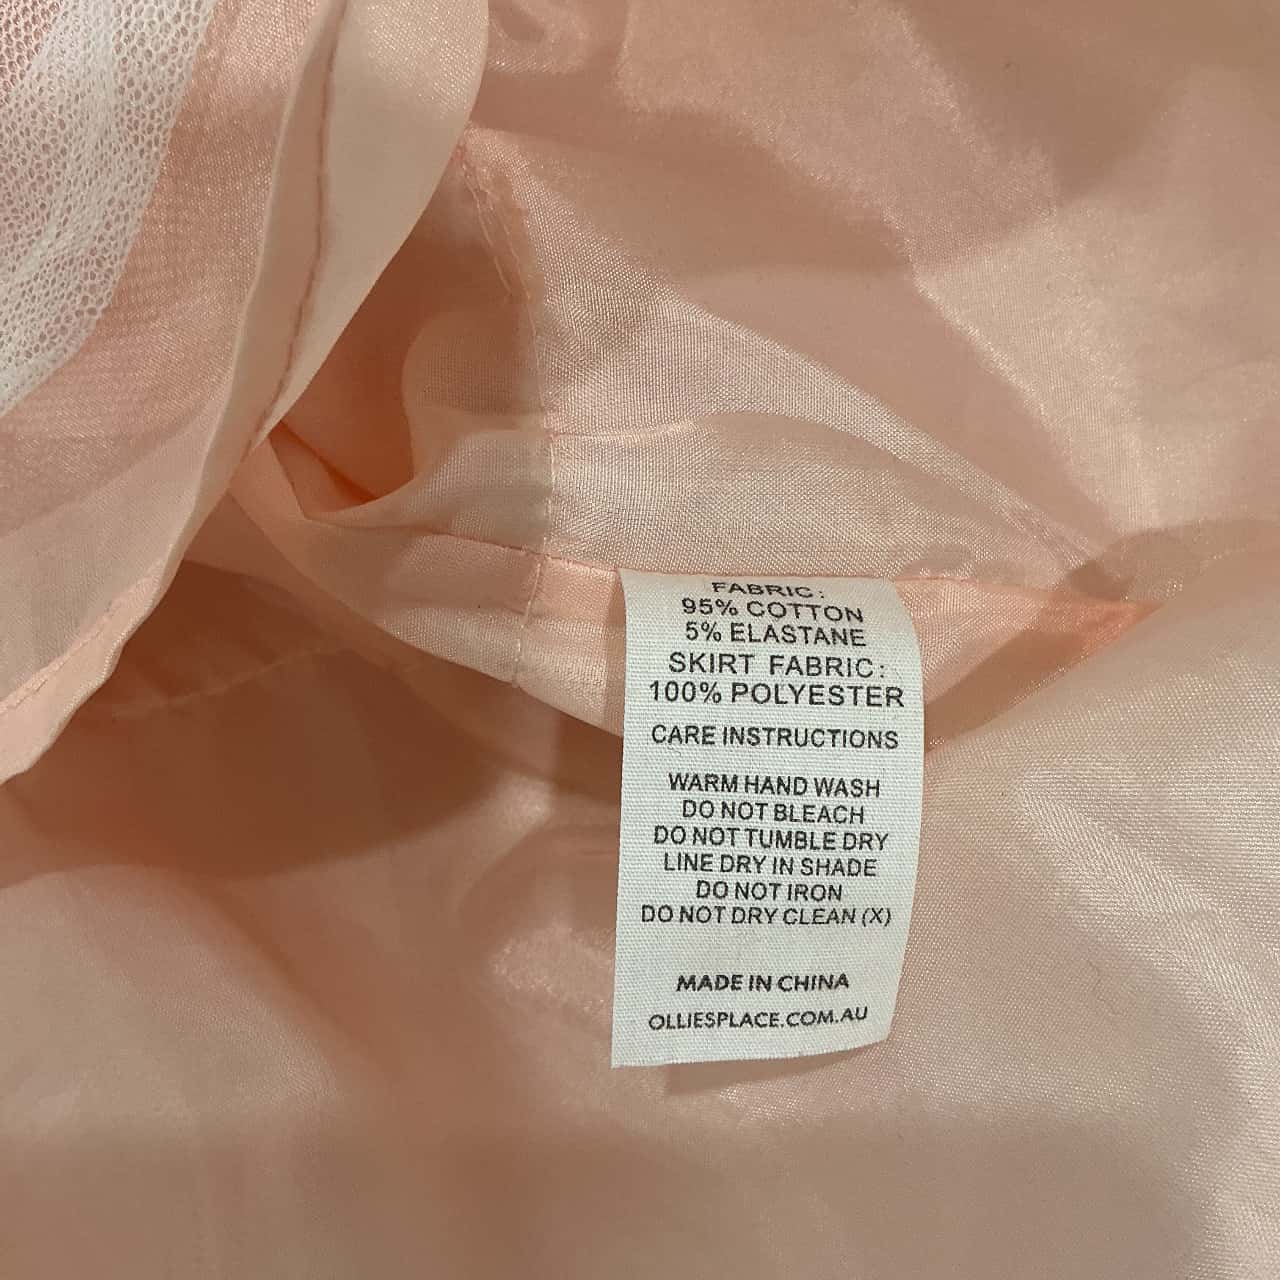 FABRIC:
95% COTTON
5% ELASTANE
SKIRT FABRIC:
100% POLYESTER
CARE INSTRUCTIONS
WARM HAND WASH
DO NOT BLEACH
DO NOT TUMBLE DRY
LINE DRY IN SHADE
DO NOT IRON
DO NOT DRY CLEAN (X)
MADE IN CHINA
OLLIESPLACE.COM.AU